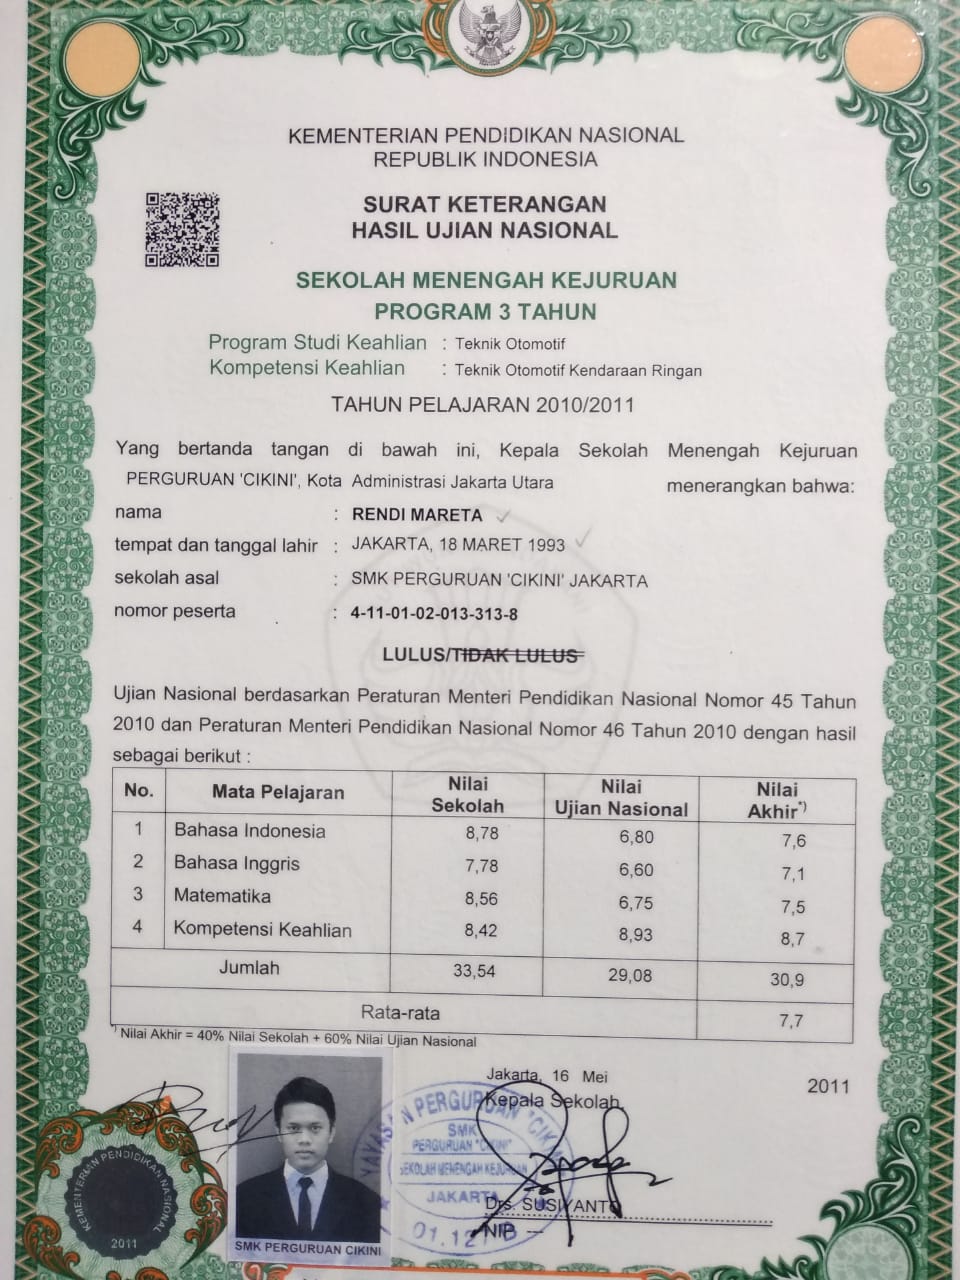 KEMENTERIAN PENDIDIKAN NASIONAL
REPUBLIK INDONESIA
SURAT KETERANGAN
HASIL UJIAN NASIONAL
SEKOLAH MENENGAH KEJURUAN
PROGRAM 3 TAHUN
Program Studi Keahlian : Teknik Otomotif
Kompetensi Keahlian : Teknik Otomotif Kendaraan Ringan
TAHUN PELAJARAN 2010/2011
Yang bertanda tangan di bawah ini, Kepala Sekolah Menengah Kejuruan
PERGURUAN 'CIKINI', Kota Administrasi Jakarta Utara menerangkan bahwa:
nama : RENDI MARETA
tempat dan tanggal lahir : JAKARTA, 18 MARET 1993
sekolah asal : SMK PERGURUAN 'CIKINI' JAKARTA
nomor peserta : 4-11-01-02-013-313-8
LULUS/TIDAK LULUS
Ujian Nasional berdasarkan Peraturan Menteri Pendidikan Nasional Nomor 45 Tahun
2010 dan Peraturan Menteri Pendidikan Nasional Nomor 46 Tahun 2010 dengan hasil
sebagai berikut :
No. Mata Pelajaran Nilai Sekolah Nilai Ujian Nasional Nilai Akhir*)
1 Bahasa Indonesia 8,78 6,80 7,6
2 Bahasa Inggris 7,78 6,60 7,1
3 Matematika 8,56 6,75 7,5
4 Kompetensi Keahlian 8,42 8,93 8,7
Jumlah 33,54 29,08 30,9
Rata-rata 7,7
*) Nilai Akhir = 40% Nilai Sekolah + 60% Nilai Ujian Nasional
Jakarta, 16 Mei 2011
Kepala Sekolah,
YAYASAN PERGURUAN "CIKINI"
SMK
PERGURUAN "CIKINI"
SEKOLAH MENENGAH KEJURUAN
JAKARTA
Drs. SUSIYANTO
NIP —
SMK PERGURUAN CIKINI
KEMENTERIAN PENDIDIKAN NASIONAL
2011